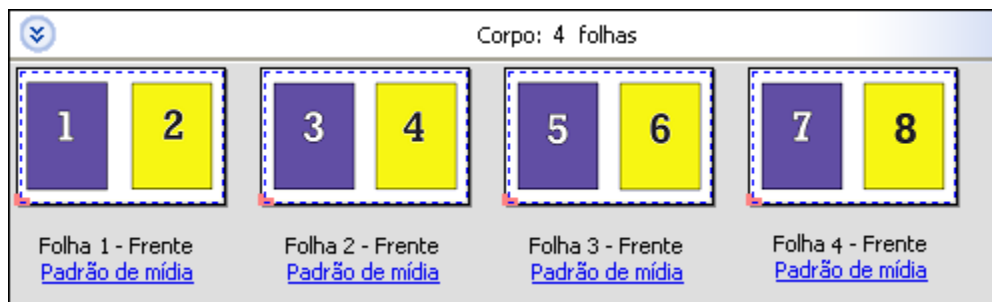 Corpo: 4 folhas
1 2 3 4 5 6 7 8
Folha 1 - Frente Folha 2 - Frente Folha 3 - Frente Folha 4 - Frente
Padrão de mídia Padrão de mídia Padrão de mídia Padrão de mídia